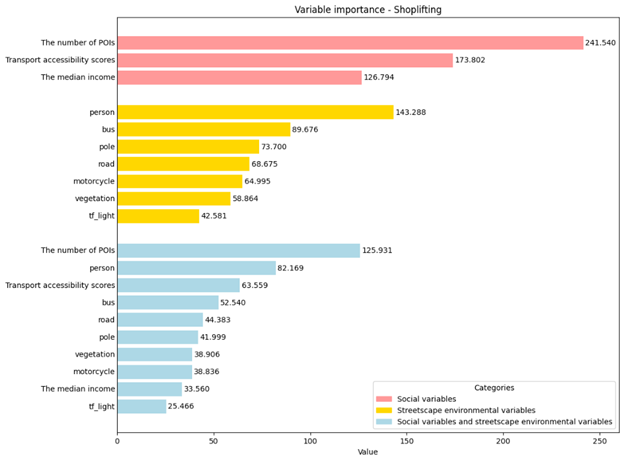 Variable importance - Shoplifting
The number of POIs 241.540
Transport accessibility scores 173.802
The median income 126.794
person 143.288
bus 89.676
pole 73.700
road 68.675
motorcycle 64.995
vegetation 58.864
tf_light 42.581
The number of POIs 125.931
person 82.169
Transport accessibility scores 63.559
bus 52.540
road 44.383
pole 41.999
vegetation 38.906
motorcycle 38.836
The median income 33.560
tf_light 25.466
Categories
Social variables
Streetscape environmental variables
Social variables and streetscape environmental variables
0 50 100 150 200 250
Value